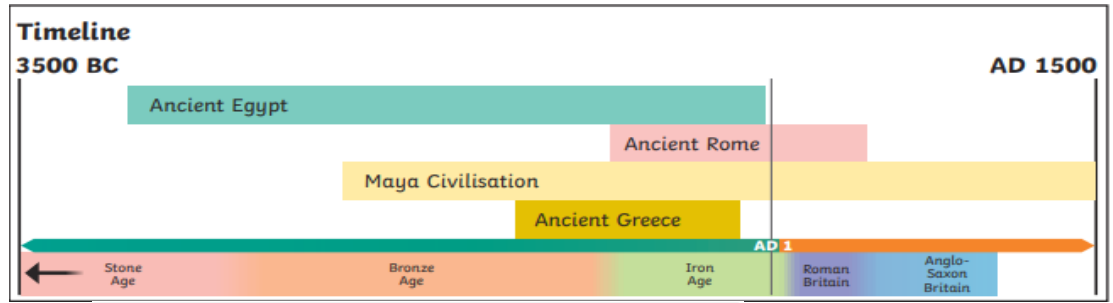 Timeline
3500 BC
AD 1500
Ancient Egypt
Ancient Rome
Maya Civilisation
Ancient Greece
AD 1
Stone
Age
Bronze
Age
Iron
Age
Roman
Britain
Anglo-
Saxon
Britain